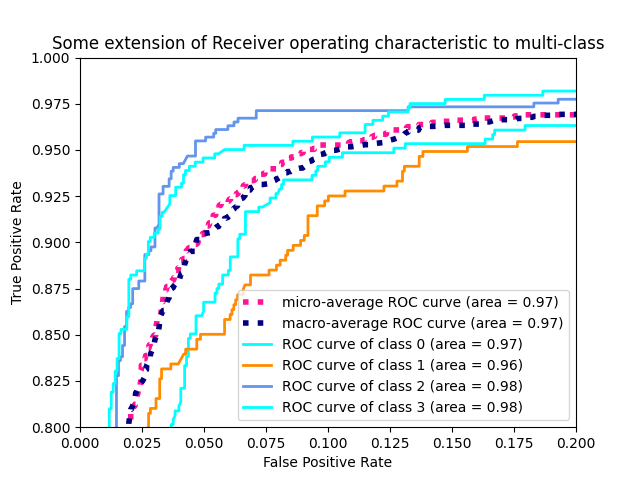 Some extension of Receiver operating characteristic to multi-class
1.000
0.975
0.950
0.925
0.900
0.875
0.850
0.825
0.800
True Positive Rate
micro-average ROC curve (area = 0.97)
macro-average ROC curve (area = 0.97)
ROC curve of class 0 (area = 0.97)
ROC curve of class 1 (area = 0.96)
ROC curve of class 2 (area = 0.98)
ROC curve of class 3 (area = 0.98)
0.000 0.025 0.050 0.075 0.100 0.125 0.150 0.175 0.200
False Positive Rate